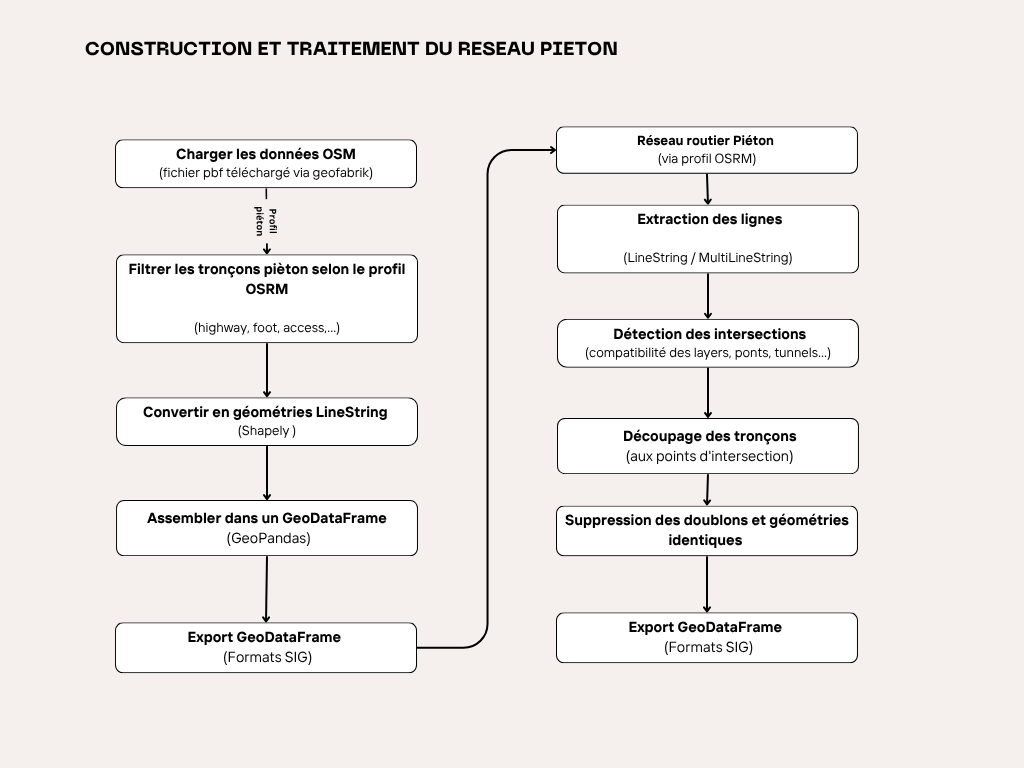 CONSTRUCTION ET TRAITEMENT DU RESEAU PIETON
Charger les données OSM
(fichier pbf téléchargé via geofabrik)
Profil
piéton
Filtrer les tronçons pièton selon le profil
OSRM
(highway, foot, access,...)
Convertir en géométries LineString
(Shapely )
Assembler dans un GeoDataFrame
(GeoPandas)
Export GeoDataFrame
(Formats SIG)
Réseau routier Piéton
(via profil OSRM)
Extraction des lignes
(LineString / MultiLineString)
Détection des intersections
(compatibilité des layers, ponts, tunnels...)
Découpage des tronçons
(aux points d'intersection)
Suppression des doublons et géométries
identiques
Export GeoDataFrame
(Formats SIG)